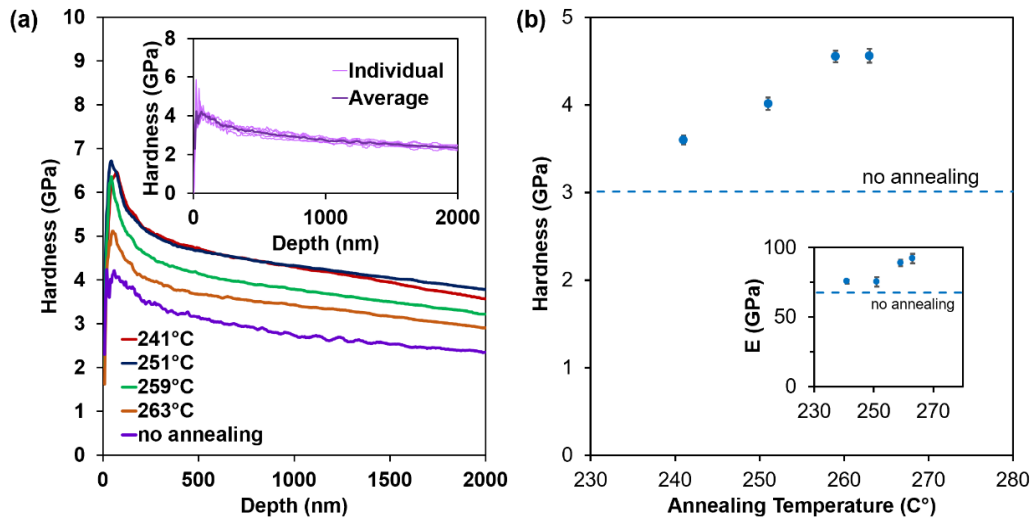 (a)
10
9
8
7
6
5
4
3
2
1
0
Hardness (GPa)
0
500
1000
1500
2000
Depth (nm)
241°C
251°C
259°C
263°C
no annealing
8
6
4
2
0
Hardness (GPa)
Individual
Average
0
1000
2000
Depth (nm)
(b)
5
4
3
2
1
0
Hardness (GPa)
no annealing
230
240
250
260
270
280
Annealing Temperature (C°)
100
50
0
E (GPa)
no annealing
230
250
270